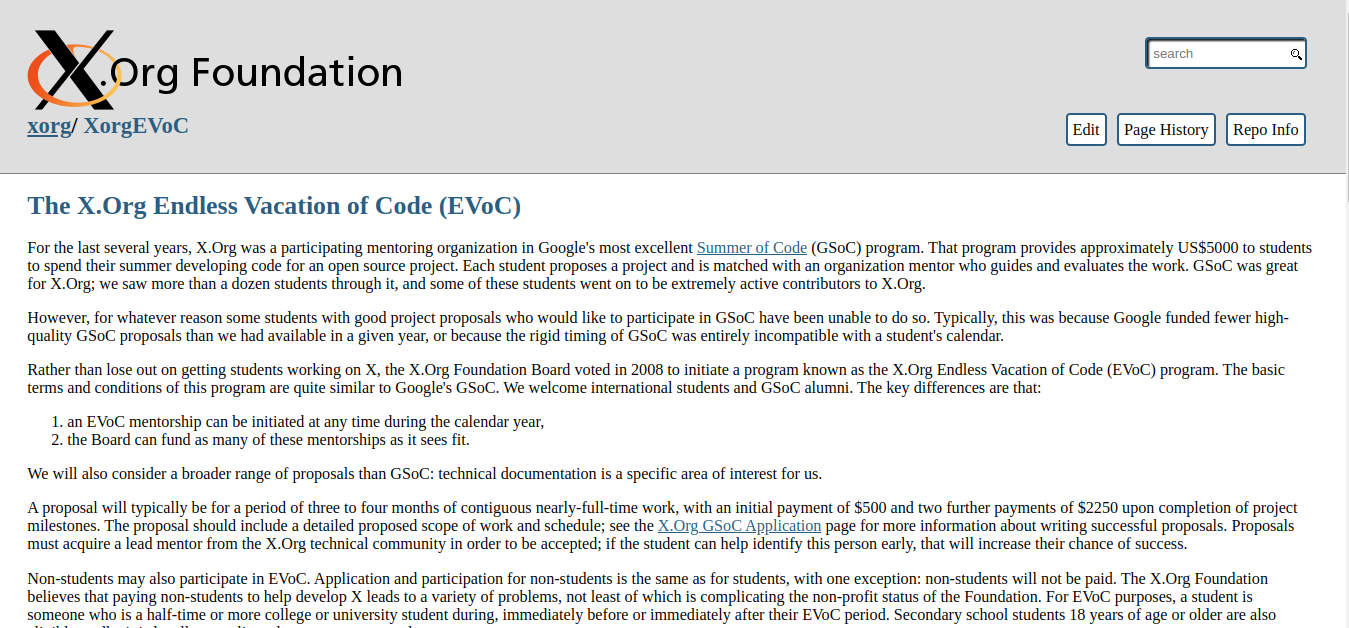 X.Org Foundation
search
xorg/ XorgEVoC
Edit
Page History
Repo Info
The X.Org Endless Vacation of Code (EVoC)
For the last several years, X.Org was a participating mentoring organization in Google's most excellent Summer of Code (GSoC) program. That program provides approximately US$5000 to students
to spend their summer developing code for an open source project. Each student proposes a project and is matched with an organization mentor who guides and evaluates the work. GSoC was great
for X.Org; we saw more than a dozen students through it, and some of these students went on to be extremely active contributors to X.Org.
However, for whatever reason some students with good project proposals who would like to participate in GSoC have been unable to do so. Typically, this was because Google funded fewer high-
quality GSoC proposals than we had available in a given year, or because the rigid timing of GSoC was entirely incompatible with a student's calendar.
Rather than lose out on getting students working on X, the X.Org Foundation Board voted in 2008 to initiate a program known as the X.Org Endless Vacation of Code (EVoC) program. The basic
terms and conditions of this program are quite similar to Google's GSoC. We welcome international students and GSoC alumni. The key differences are that:
1. an EVoC mentorship can be initiated at any time during the calendar year,
2. the Board can fund as many of these mentorships as it sees fit.
We will also consider a broader range of proposals than GSoC: technical documentation is a specific area of interest for us.
A proposal will typically be for a period of three to four months of contiguous nearly-full-time work, with an initial payment of $500 and two further payments of $2250 upon completion of project
milestones. The proposal should include a detailed proposed scope of work and schedule; see the X.Org GSoC Application page for more information about writing successful proposals. Proposals
must acquire a lead mentor from the X.Org technical community in order to be accepted; if the student can help identify this person early, that will increase their chance of success.
Non-students may also participate in EVoC. Application and participation for non-students is the same as for students, with one exception: non-students will not be paid. The X.Org Foundation
believes that paying non-students to help develop X leads to a variety of problems, not least of which is complicating the non-profit status of the Foundation. For EVoC purposes, a student is
someone who is a half-time or more college or university student during, immediately before or immediately after their EVoC period. Secondary school students 18 years of age or older are also